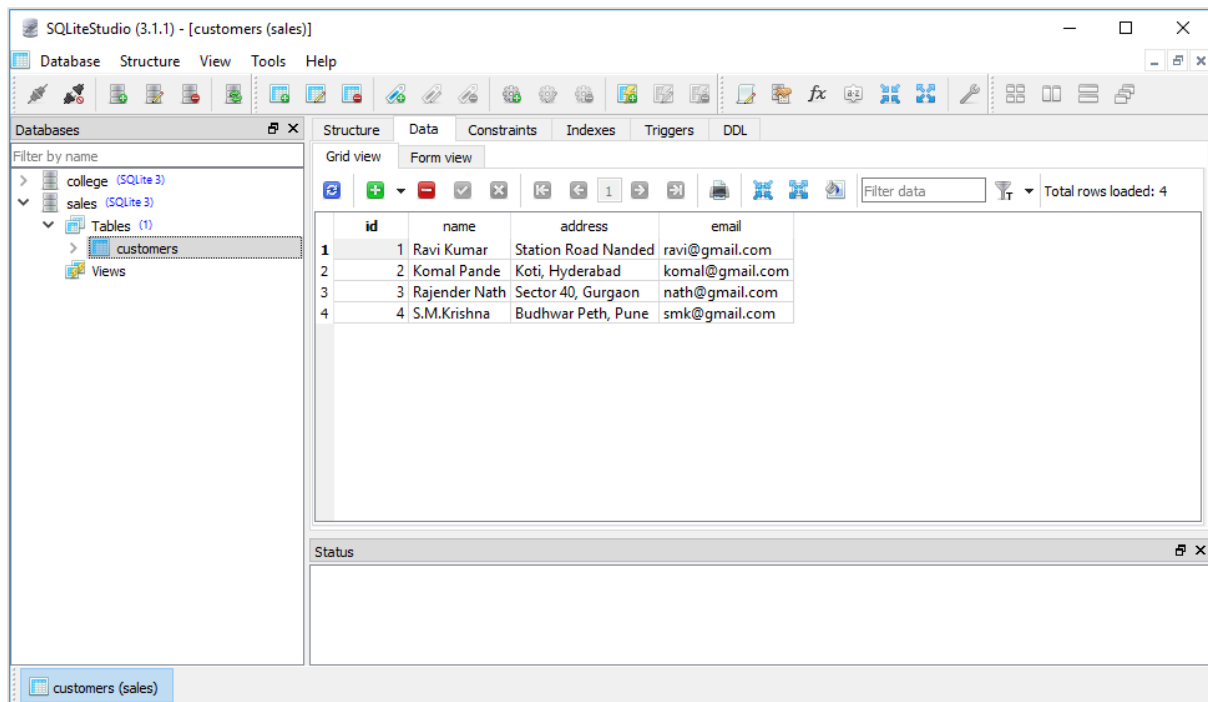 SQLiteStudio (3.1.1) - [customers (sales)]
Database Structure View Tools Help
Databases
Filter by name
college (SQLite 3)
sales (SQLite 3)
Tables (1)
customers
Views
Structure Data Constraints Indexes Triggers DDL
Grid view Form view
1 Filter data Total rows loaded: 4
id name address email
1 1 Ravi Kumar Station Road Nanded ravi@gmail.com
2 2 Komal Pande Koti, Hyderabad komal@gmail.com
3 3 Rajender Nath Sector 40, Gurgaon nath@gmail.com
4 4 S.M.Krishna Budhwar Peth, Pune smk@gmail.com
Status
customers (sales)